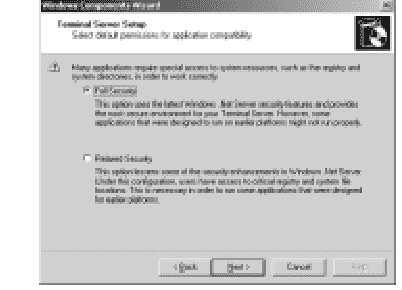 Windows Components Wizard
Terminal Server Setup
Select default permissions for application compatibility.
Many applications require special access to system resources, such as the registry and
system directories, in order to work correctly.
Full Security
This option uses the latest Windows .Net Server security features and provides
the most secure environment for your Terminal Server. However, some
applications that were designed to run on earlier platforms might not run properly.
Relaxed Security
This option lessens some of the security enhancements in Windows .Net Server.
Under this configuration, users have access to critical registry and system file
locations. This is necessary in order to run some applications that were designed
for earlier platforms.
< Back
Next >
Cancel
Help